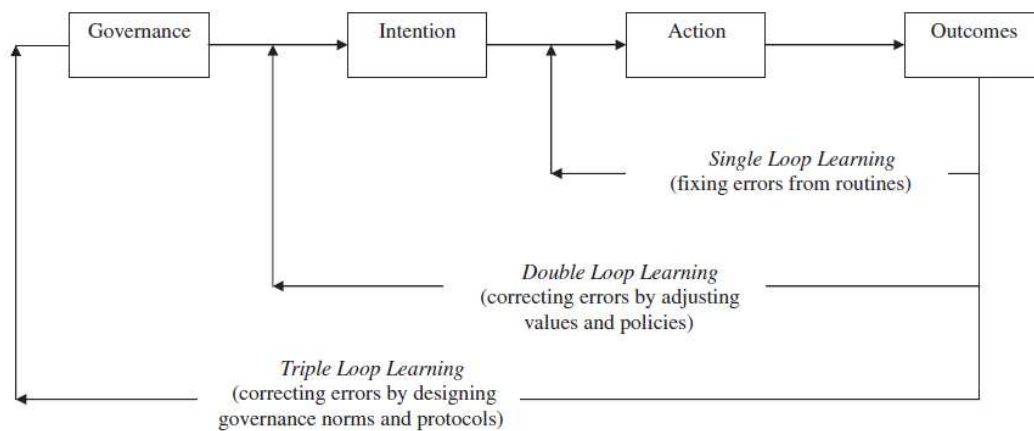 Governance
Intention
Action
Outcomes
Single Loop Learning
(fixing errors from routines)
Double Loop Learning
(correcting errors by adjusting
values and policies)
Triple Loop Learning
(correcting errors by designing
governance norms and protocols)